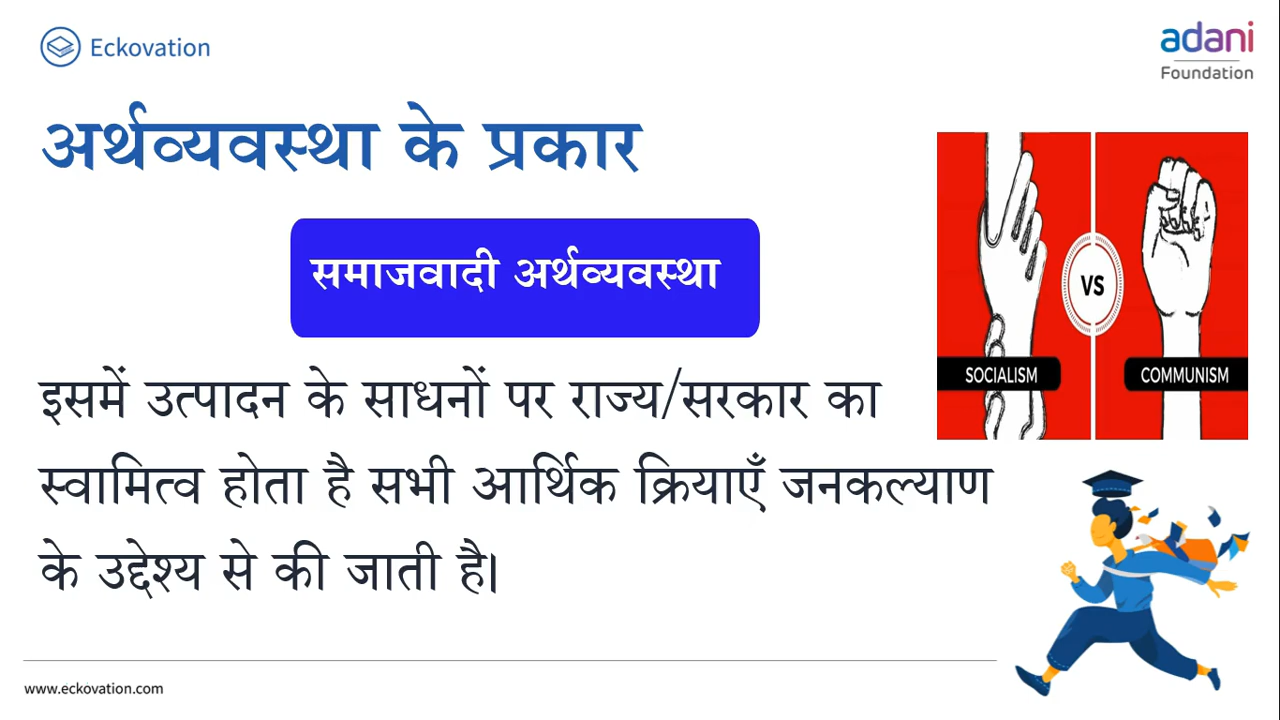 Eckovation
adani
Foundation
अर्थव्यवस्था के प्रकार
समाजवादी अर्थव्यवस्था
इसमें उत्पादन के साधनों पर राज्य/सरकार का
स्वामित्व होता है सभी आर्थिक क्रियाएँ जनकल्याण
के उद्देश्य से की जाती है।
VS
SOCIALISM
COMMUNISM
www.eckovation.com